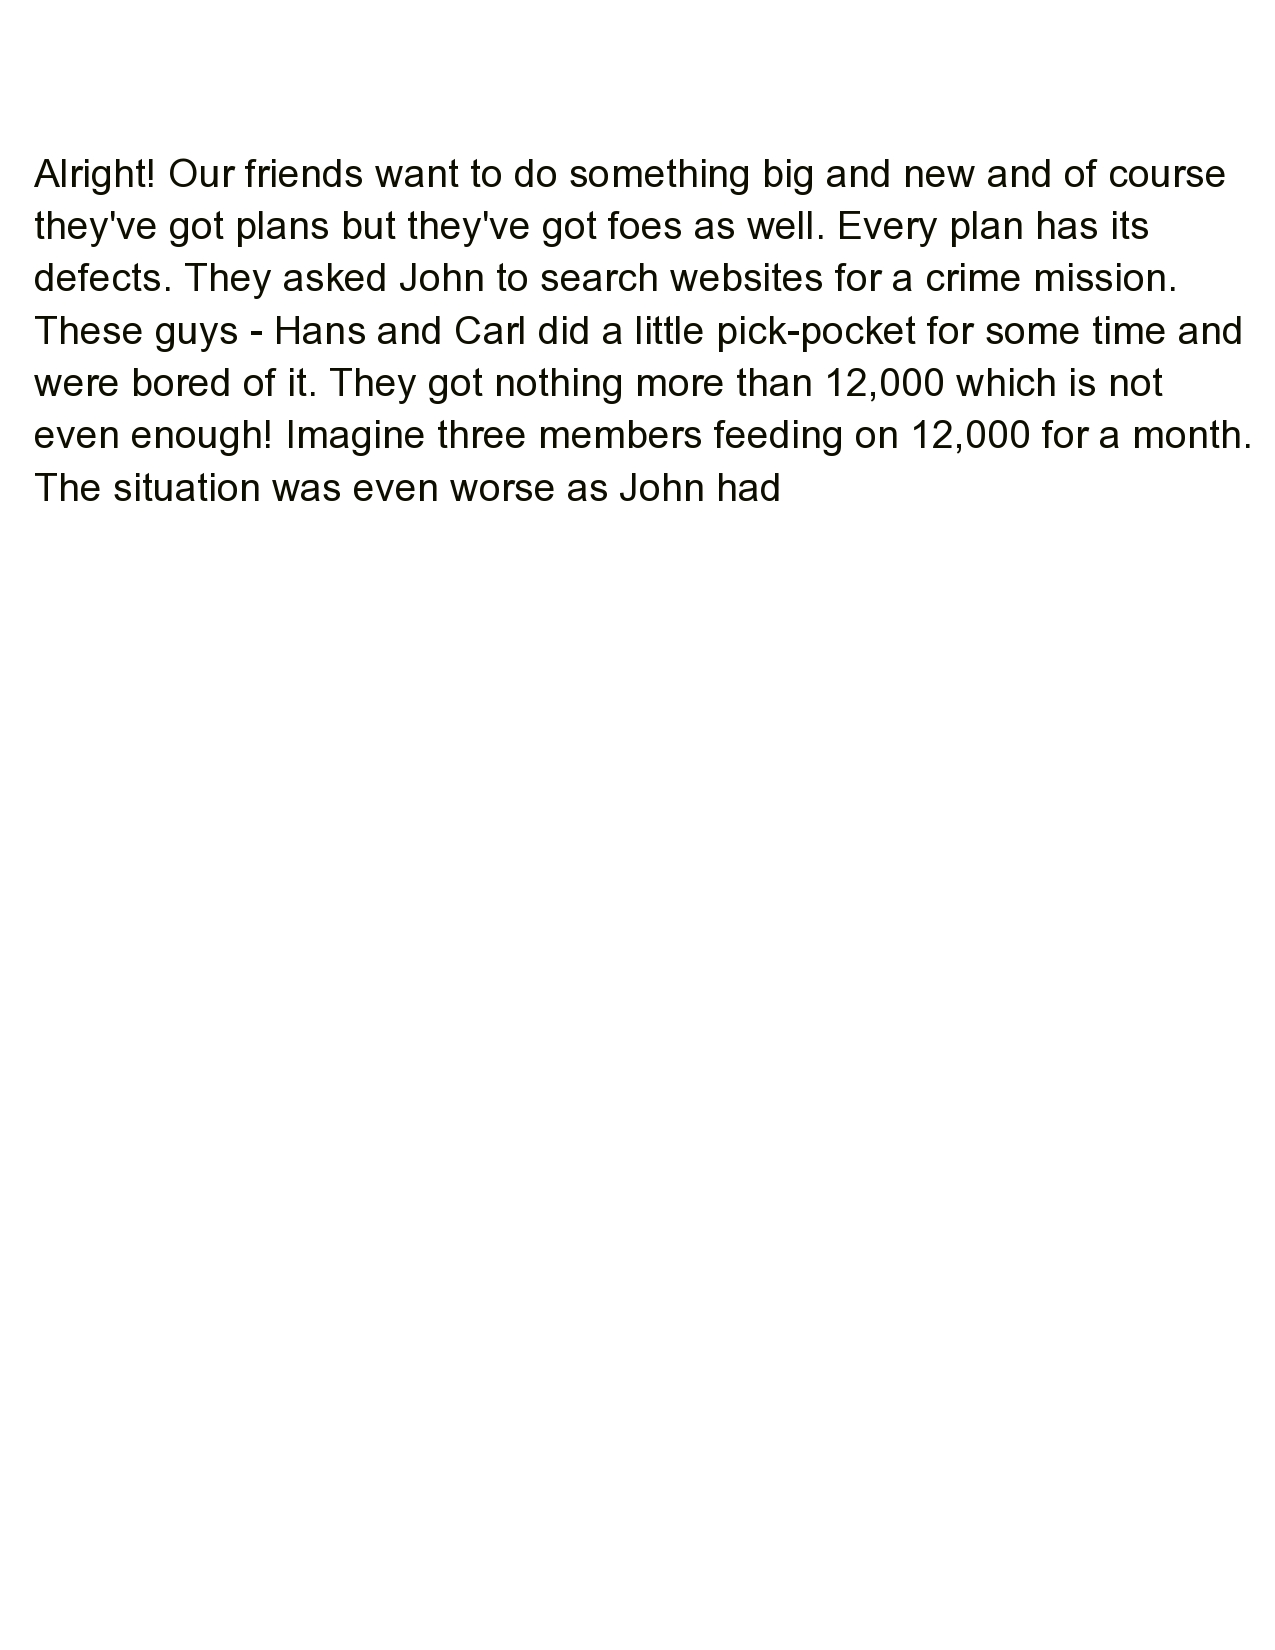 Alright! Our friends want to do something big and new and of course
they've got plans but they've got foes as well. Every plan has its
defects. They asked John to search websites for a crime mission.
These guys - Hans and Carl did a little pick-pocket for some time and
were bored of it. They got nothing more than 12,000 which is not
even enough! Imagine three members feeding on 12,000 for a month.
The situation was even worse as John had